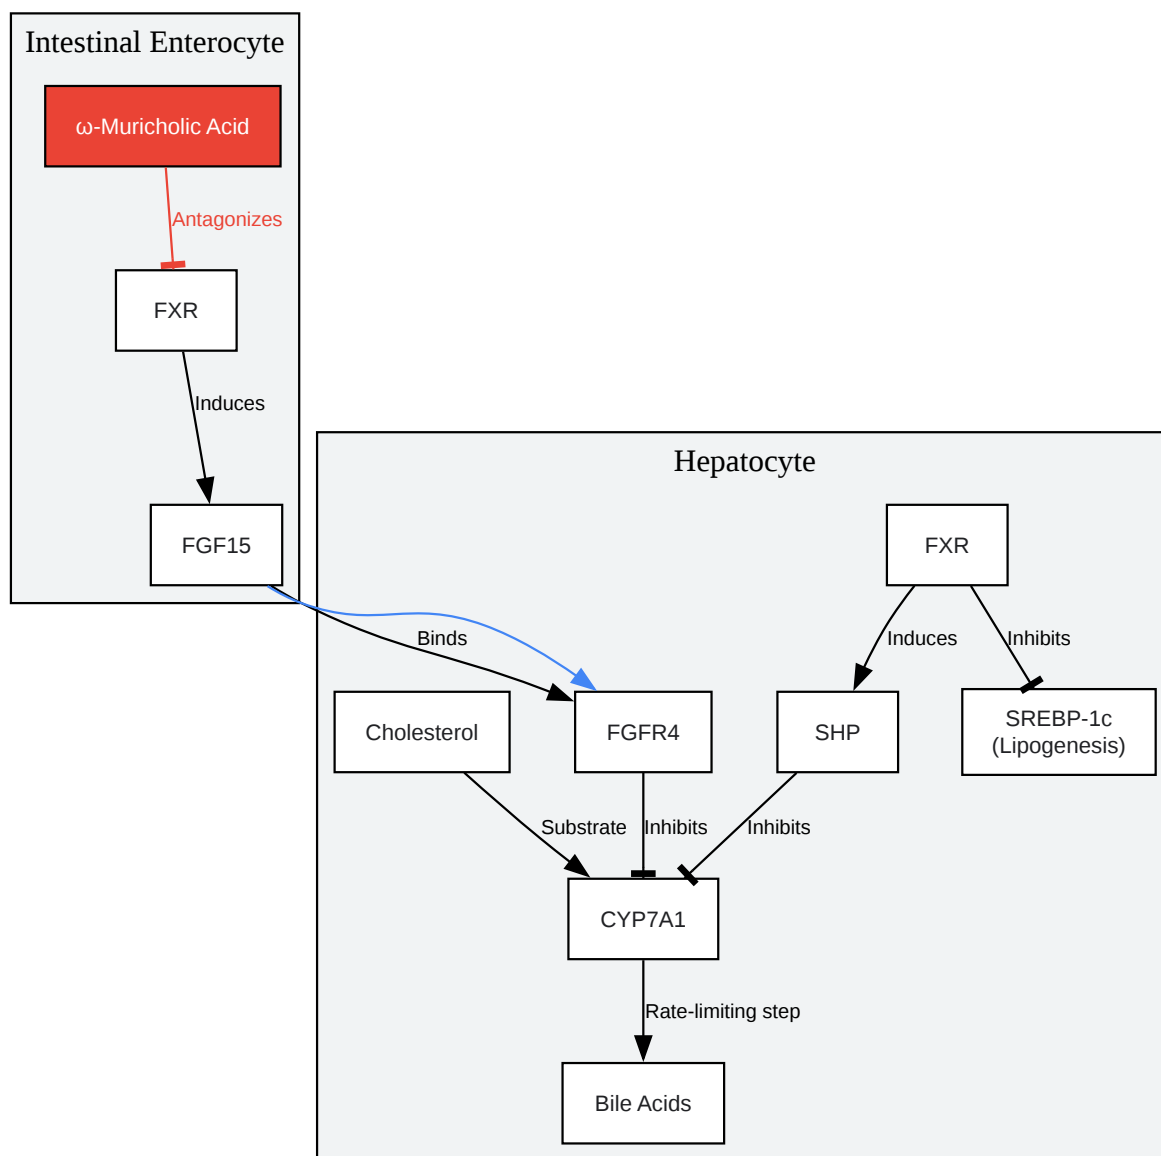 Intestinal Enterocyte
ω-Muricholic Acid
Antagonizes
FXR
Induces
FGF15
Hepatocyte
FXR
Binds
Induces
Inhibits
Cholesterol
FGFR4
SHP
SREBP-1c
(Lipogenesis)
Substrate
Inhibits
Inhibits
CYP7A1
Rate-limiting step
Bile Acids